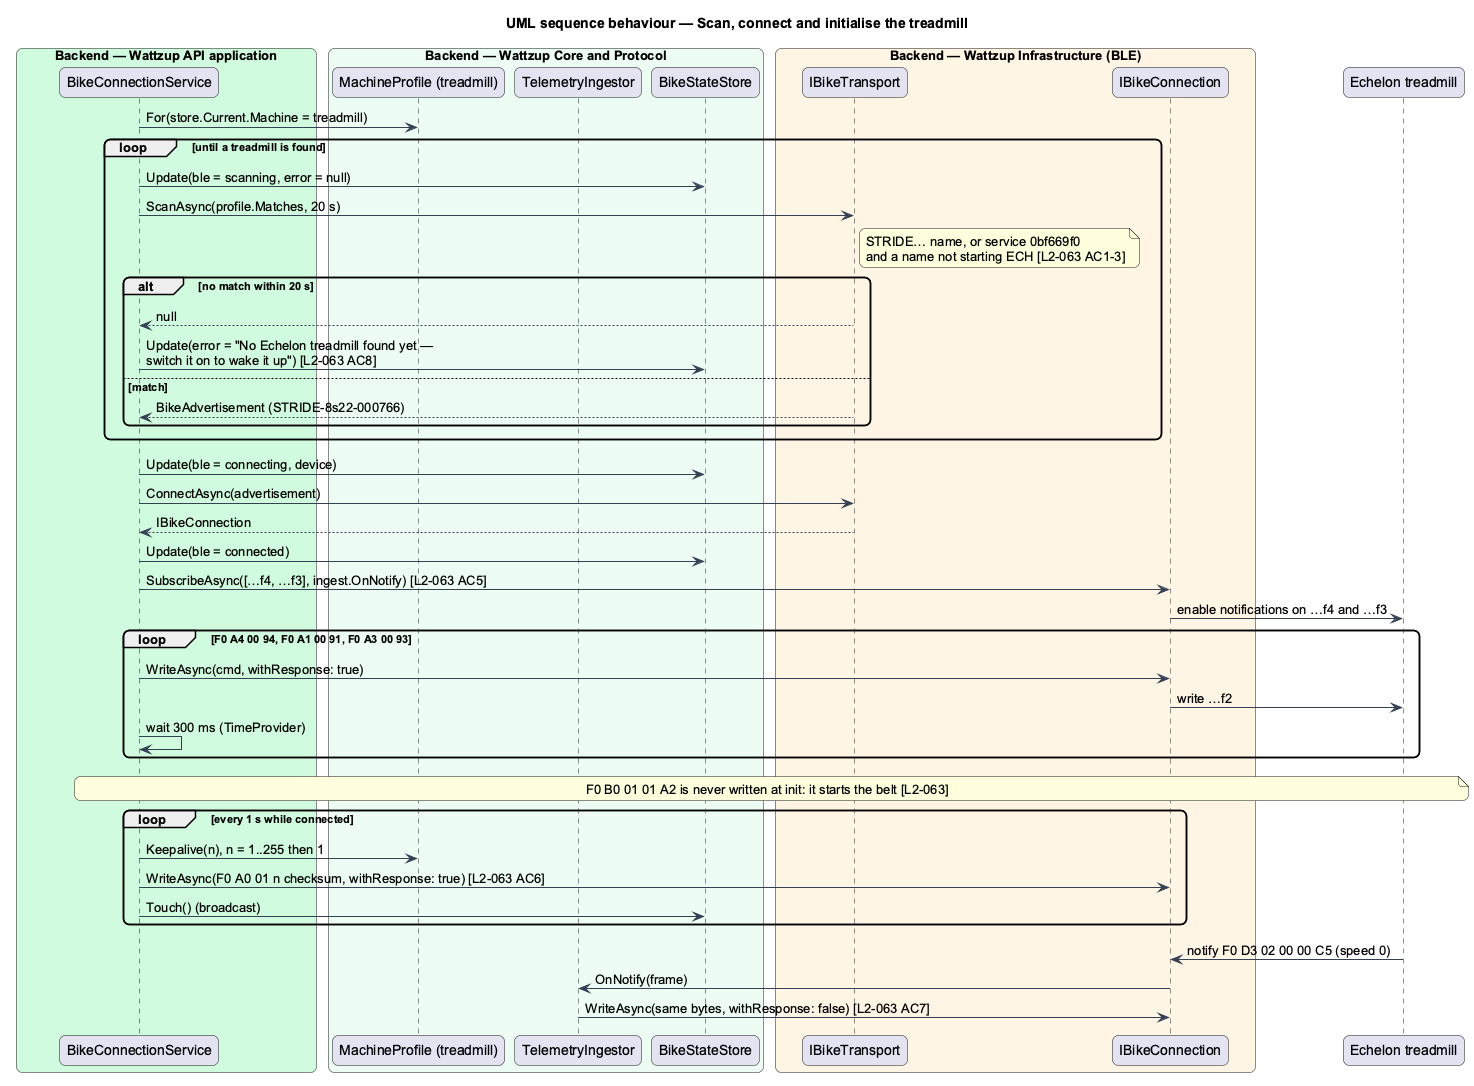 UML sequence behaviour — Scan, connect and initialise the treadmill
Backend — Wattzup API application
Backend — Wattzup Core and Protocol
Backend — Wattzup Infrastructure (BLE)
BikeConnectionService
MachineProfile (treadmill)
TelemetryIngestor
BikeStateStore
IBikeTransport
IBikeConnection
Echelon treadmill
For(store.Current.Machine = treadmill)
loop
[until a treadmill is found]
Update(ble = scanning, error = null)
ScanAsync(profile.Matches, 20 s)
STRIDE… name, or service 0bf669f0
and a name not starting ECH [L2-063 AC1-3]
alt
[no match within 20 s]
null
Update(error = "No Echelon treadmill found yet —
switch it on to wake it up") [L2-063 AC8]
[match]
BikeAdvertisement (STRIDE-8s22-000766)
Update(ble = connecting, device)
ConnectAsync(advertisement)
IBikeConnection
Update(ble = connected)
SubscribeAsync([…f4, …f3], ingest.OnNotify) [L2-063 AC5]
enable notifications on …f4 and …f3
loop
[F0 A4 00 94, F0 A1 00 91, F0 A3 00 93]
WriteAsync(cmd, withResponse: true)
write …f2
wait 300 ms (TimeProvider)
F0 B0 01 01 A2 is never written at init: it starts the belt [L2-063]
loop
[every 1 s while connected]
Keepalive(n), n = 1..255 then 1
WriteAsync(F0 A0 01 n checksum, withResponse: true) [L2-063 AC6]
Touch() (broadcast)
notify F0 D3 02 00 00 C5 (speed 0)
OnNotify(frame)
WriteAsync(same bytes, withResponse: false) [L2-063 AC7]
BikeConnectionService
MachineProfile (treadmill)
TelemetryIngestor
BikeStateStore
IBikeTransport
IBikeConnection
Echelon treadmill